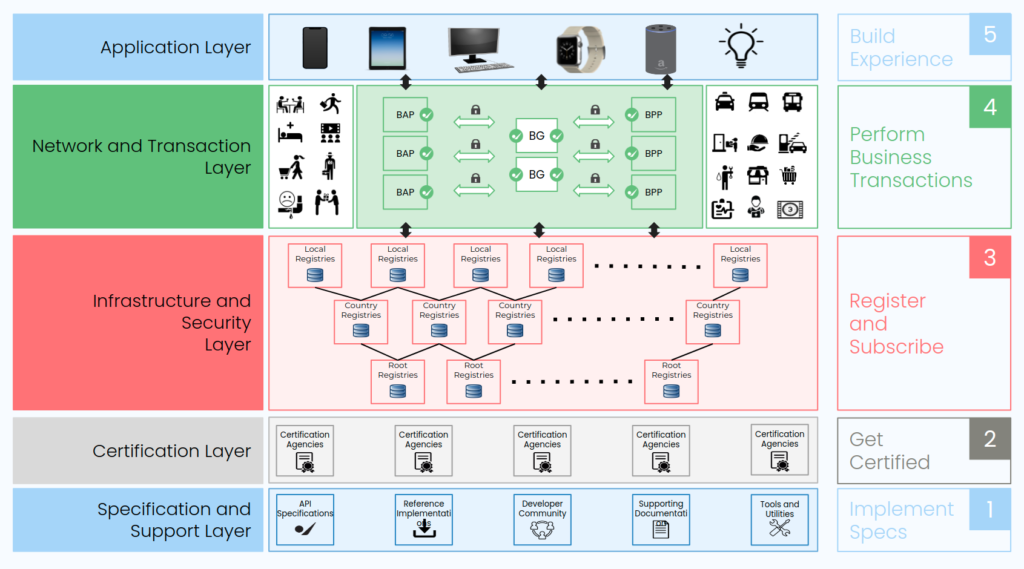 Application Layer
a
Build
Experience
5
Network and Transaction
Layer
BAP
BAP
BAP
BG
BG
BPP
BPP
BPP
3
Perform
Business
Transactions
4
Infrastructure and
Security
Layer
Local
Registries
Local
Registries
Local
Registries
Local
Registries
Local
Registries
Country
Registries
Country
Registries
Country
Registries
Country
Registries
Root
Registries
Root
Registries
Root
Registries
Register
and
Subscribe
3
Certification Layer
Certification
Agencies
Certification
Agencies
Certification
Agencies
Certification
Agencies
Certification
Agencies
Get
Certified
2
Specification and
Support Layer
API
Specifications
Reference
Implementati
ons
Developer
Community
Supporting
Documentati
Tools and
Utilities
Implement
Specs
1